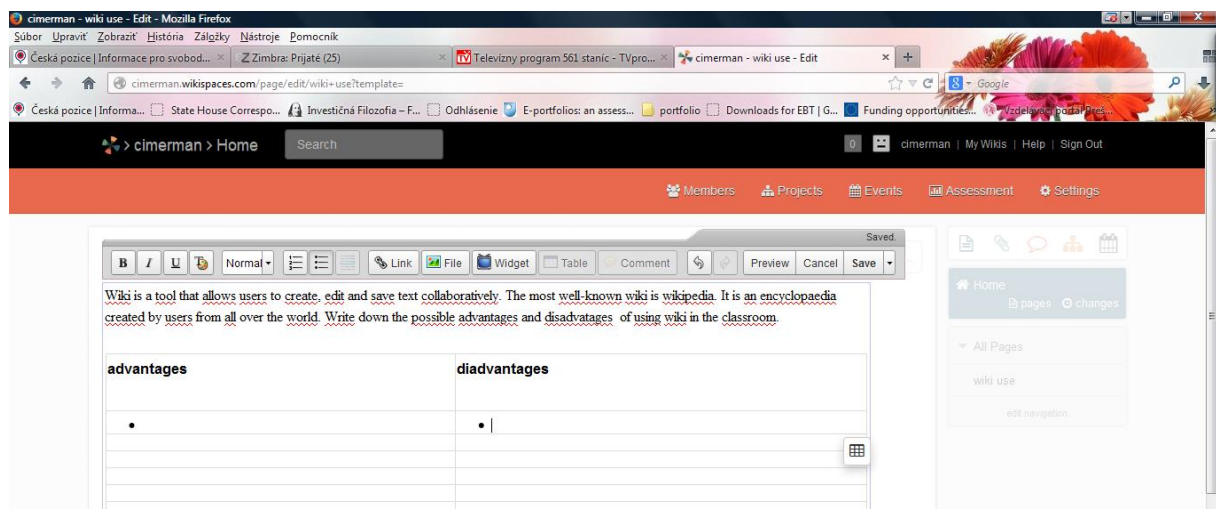 cimerman - wiki use - Edit - Mozilla Firefox
Súbor Upraviť Zobraziť História Záložky Nástroje Pomocník
Česká pozice | Informace pro svobod... Zimbra: Prijaté (25) Televízny program 561 staníc - TVpro... cimerman - wiki use - Edit
cimerman.wikispaces.com/page/edit/wiki+use?template= Google
Česká pozice | Informa... State House Correspo... Investičná Filozofia – F... Odhlásenie E-portfolios: an assess... portfolio Downloads for EBT | G... Funding opportunities... Vzdelávací portál Preš...
> cimerman > Home Search 0 cimerman | My Wikis | Help | Sign Out
Members Projects Events Assessment Settings
Saved.
B I U Normal Link File Widget Table Comment Preview Cancel Save
Wiki is a tool that allows users to create, edit and save text collaboratively. The most well-known wiki is wikipedia. It is an encyclopaedia
created by users from all over the world. Write down the possible advantages and disadvatages of using wiki in the classroom.
Home
pages changes
All Pages
wiki use
edit navigation
advantages diadvantages